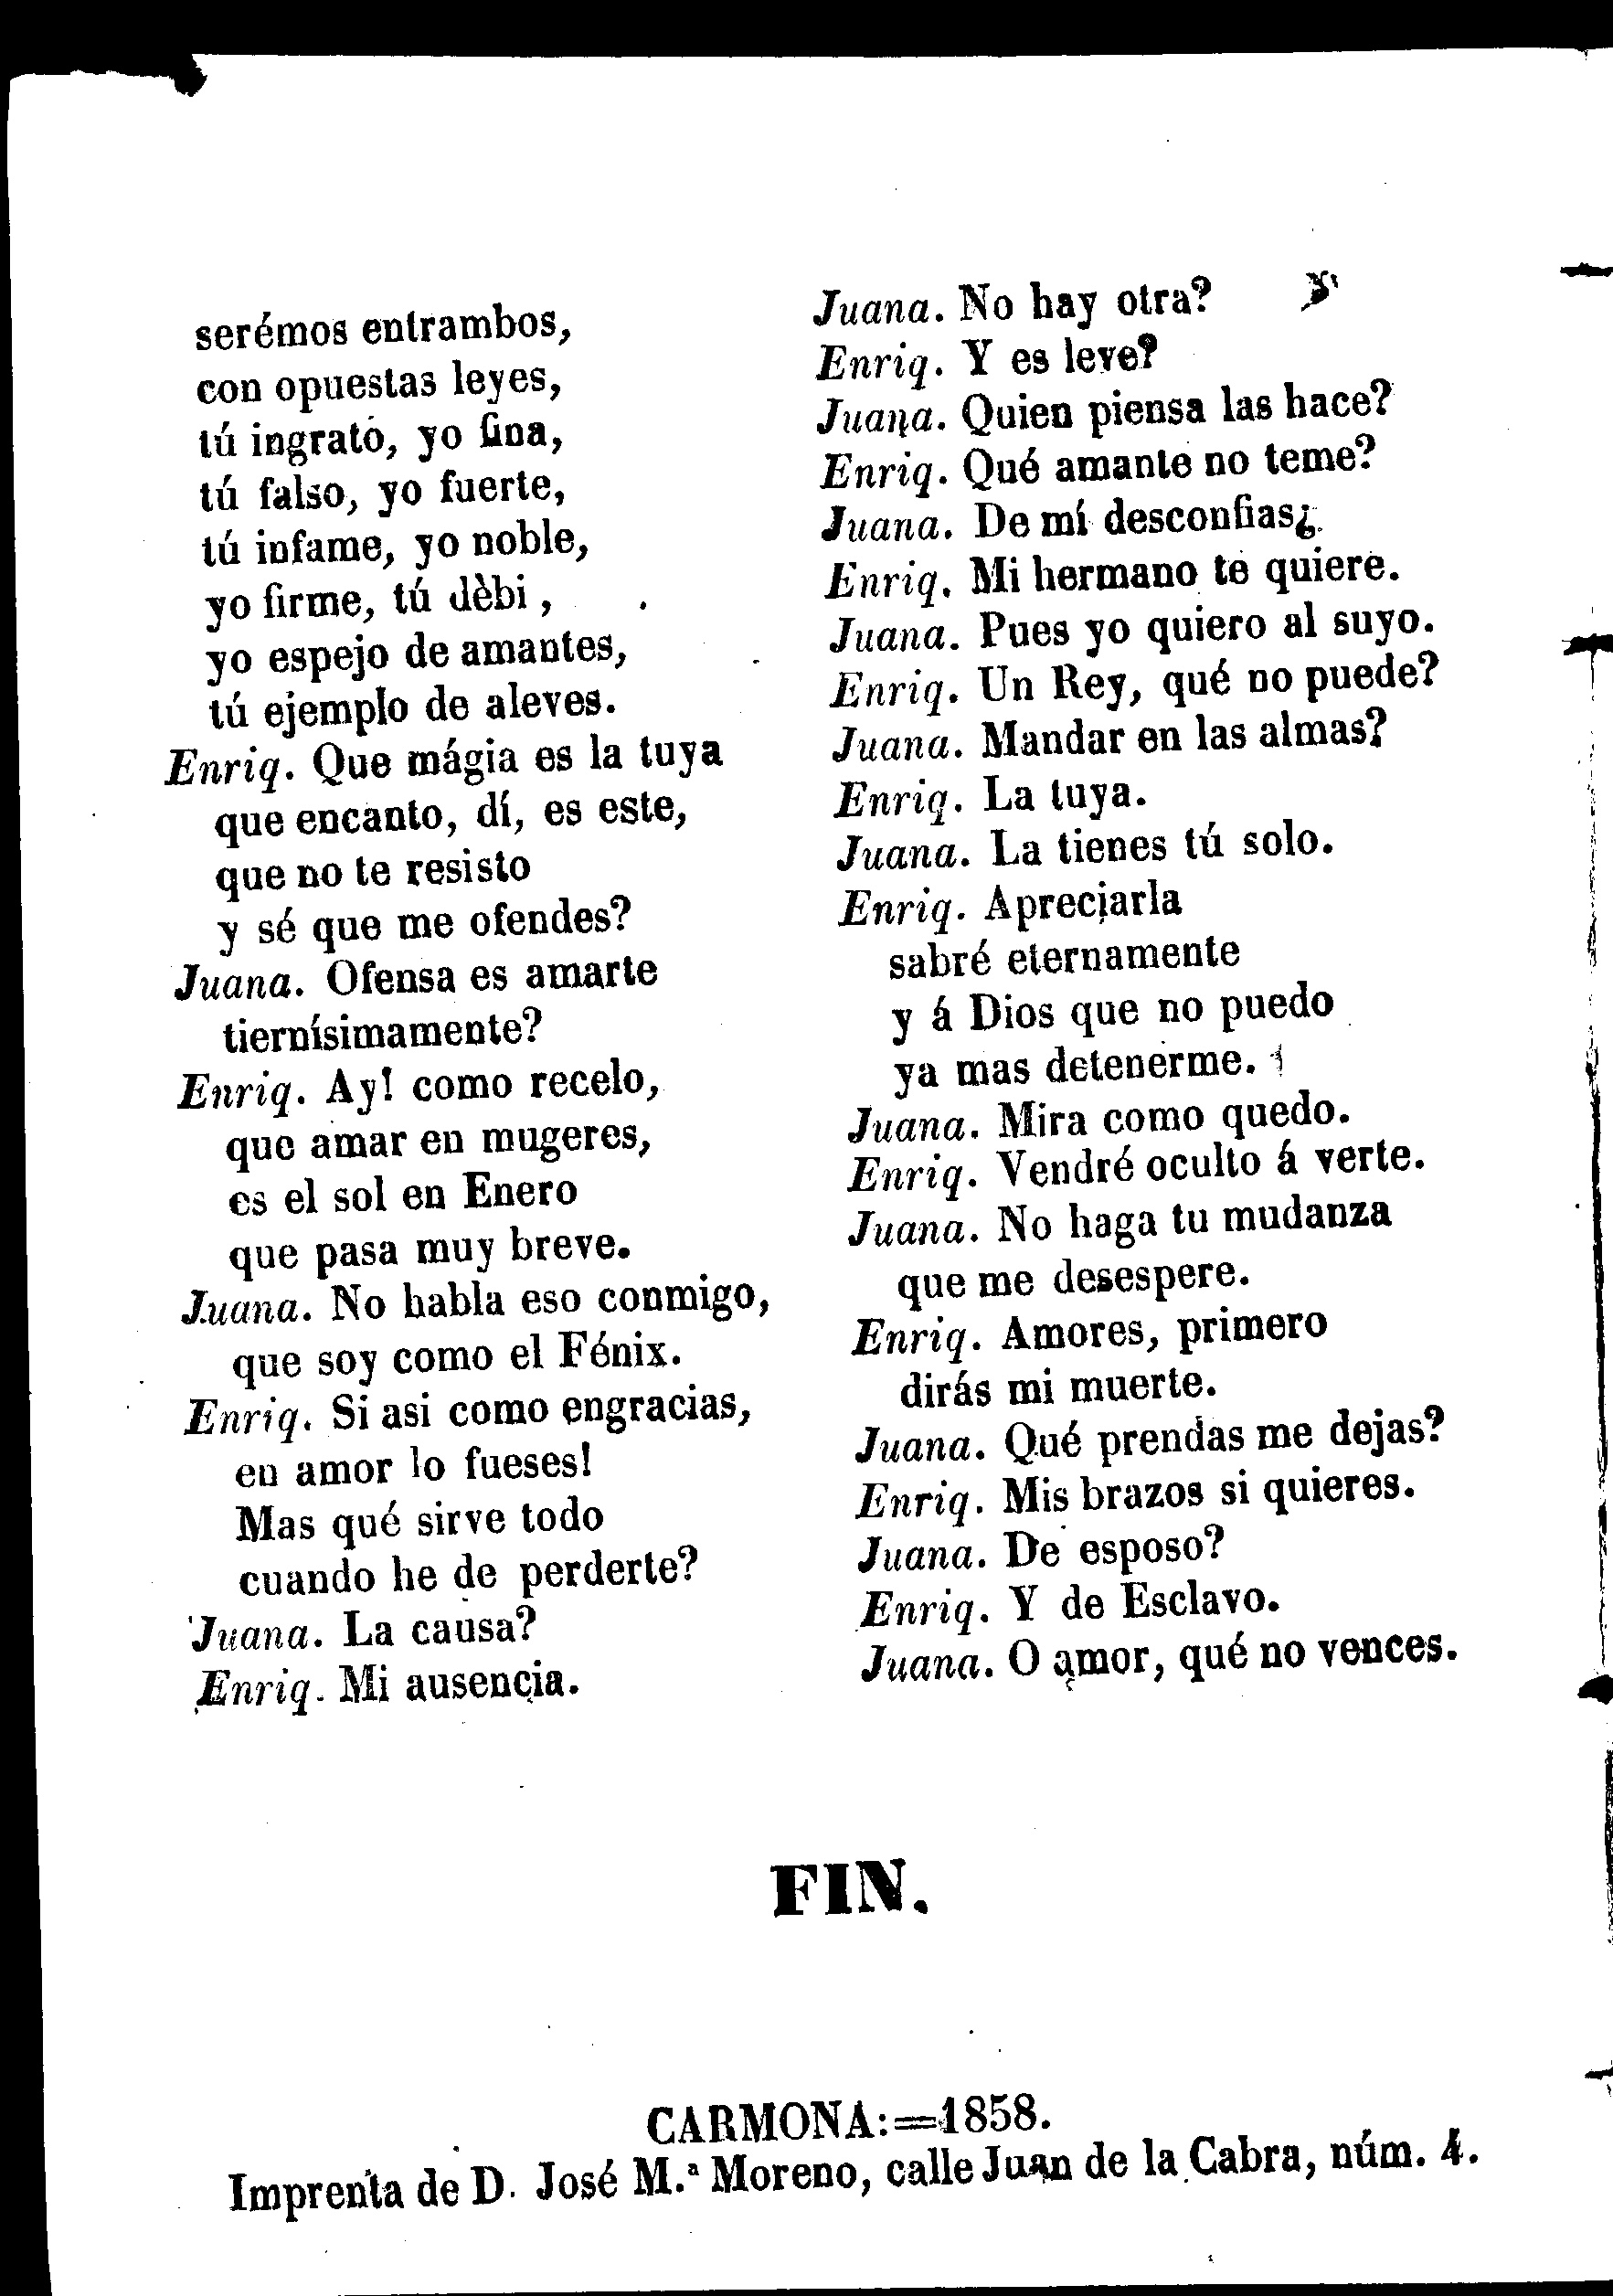 serémos entrambos,
con opuestas leyes,
tú ingrato, yo fina,
tú falso, yo fuerte,
tú infame, yo noble,
yo firme, tú dèbi ,
yo espejo de amantes,
tú ejemplo de aleves.
Enriq. Que mágia es la tuya
que encanto, dí, es este,
que no te resisto
y sé que me ofendes?
Juana. Ofensa es amarte
tiernísimamente?
Enriq. Ay! como recelo,
que amar en mugeres,
es el sol en Enero
que pasa muy breve.
Juana. No habla eso conmigo,
que soy como el Fénix.
Enriq. Si asi como engracias,
en amor lo fueses!
Mas qué sirve todo
cuando he de perderte?
Juana. La causa?
Enriq. Mi ausencia.
Juana. No hay otra?
Enriq. Y es leve?
Juana. Quien piensa las hace?
Enriq. Qué amante no teme?
Juana. De mí desconfias¿
Enriq. Mi hermano te quiere.
Juana. Pues yo quiero al suyo.
Enriq. Un Rey, qué no puede?
Juana. Mandar en las almas?
Enriq. La tuya.
Juana. La tienes tú solo.
Enriq. Apreciarla
sabré eternamente
y á Dios que no puedo
ya mas detenerme.
Juana. Mira como quedo.
Enriq. Vendré oculto á verte.
Juana. No haga tu mudanza
que me desespere.
Enriq. Amores, primero
dirás mi muerte.
Juana. Qué prendas me dejas?
Enriq. Mis brazos si quieres.
Juana. De esposo?
Enriq. Y de Esclavo.
Juana. O amor, qué no vences.
FIN.
CARMONA:=1858.
Imprenta de D. José M.ª Moreno, calle Juan de la Cabra, núm. 4.